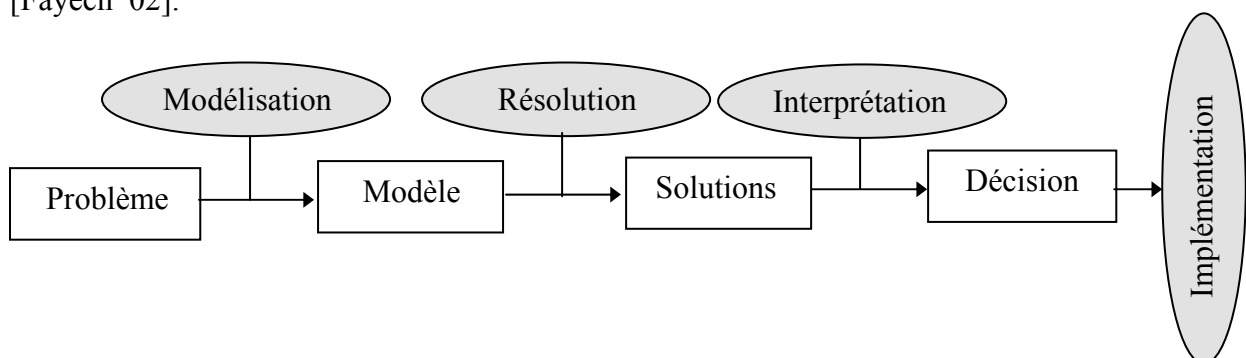 [Fayech 02].
Modélisation
Résolution
Interprétation
Problème
Modèle
Solutions
Décision
Implémentation